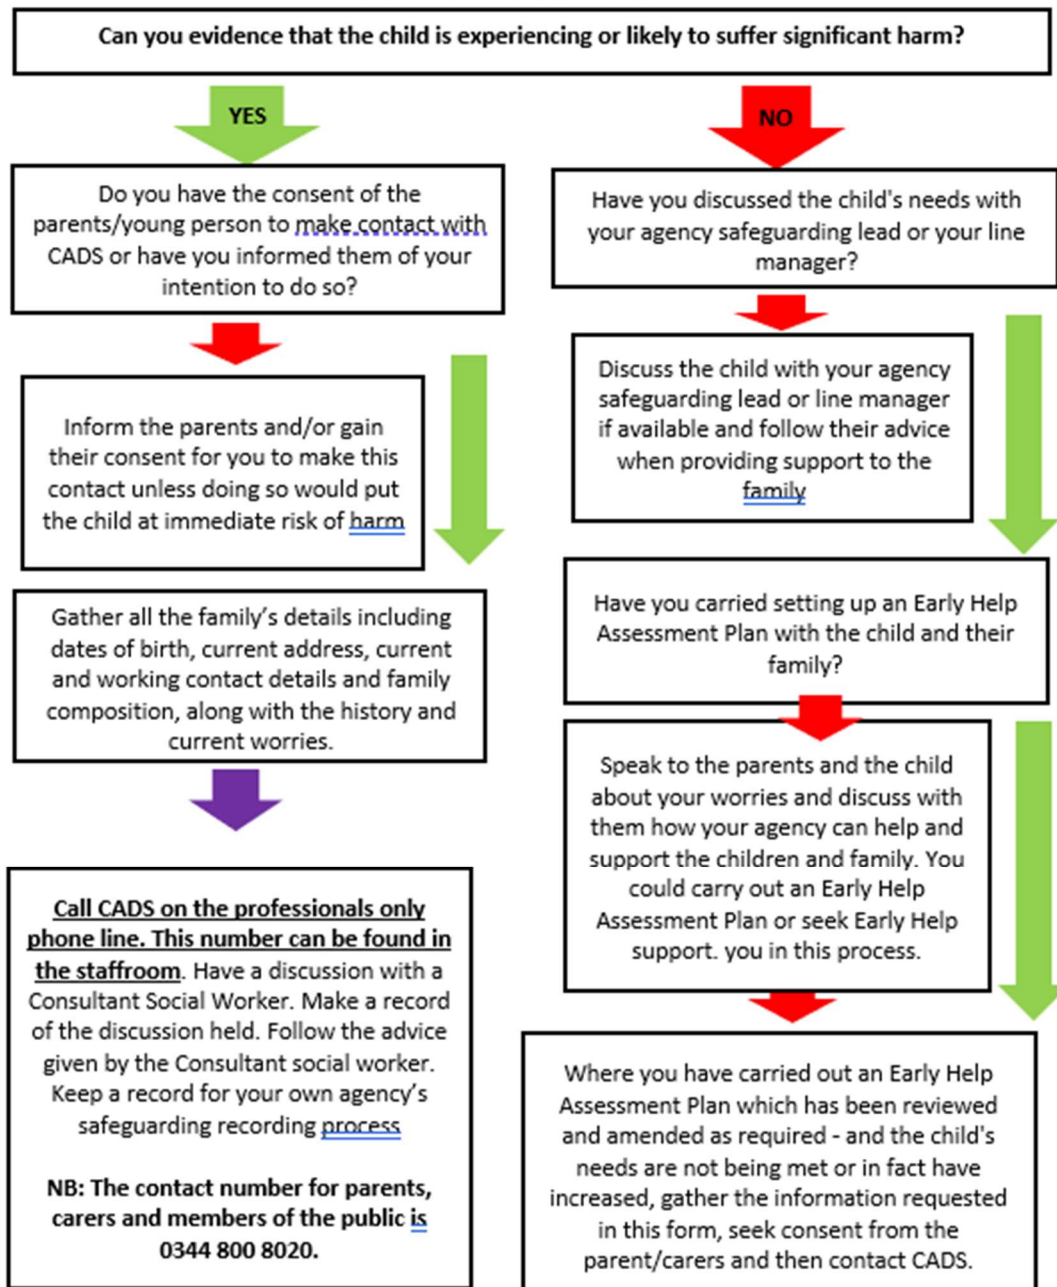 Can you evidence that the child is experiencing or likely to suffer significant harm?
YES
NO
Do you have the consent of the
parents/young person to make contact with
CADS or have you informed them of your
intention to do so?
Have you discussed the child's needs with
your agency safeguarding lead or your line
manager?
Inform the parents and/or gain
their consent for you to make this
contact unless doing so would put
the child at immediate risk of harm
Discuss the child with your agency
safeguarding lead or line manager
if available and follow their advice
when providing support to the
family
Gather all the family’s details including
dates of birth, current address, current
and working contact details and family
composition, along with the history and
current worries.
Have you carried setting up an Early Help
Assessment Plan with the child and their
family?
Speak to the parents and the child
about your worries and discuss with
them how your agency can help and
support the children and family. You
could carry out an Early Help
Assessment Plan or seek Early Help
support. you in this process.
Call CADS on the professionals only
phone line. This number can be found in
the staffroom. Have a discussion with a
Consultant Social Worker. Make a record
of the discussion held. Follow the advice
given by the Consultant social worker.
Keep a record for your own agency’s
safeguarding recording process
NB: The contact number for parents,
carers and members of the public is
0344 800 8020.
Where you have carried out an Early Help
Assessment Plan which has been reviewed
and amended as required - and the child's
needs are not being met or in fact have
increased, gather the information requested
in this form, seek consent from the
parent/carers and then contact CADS.